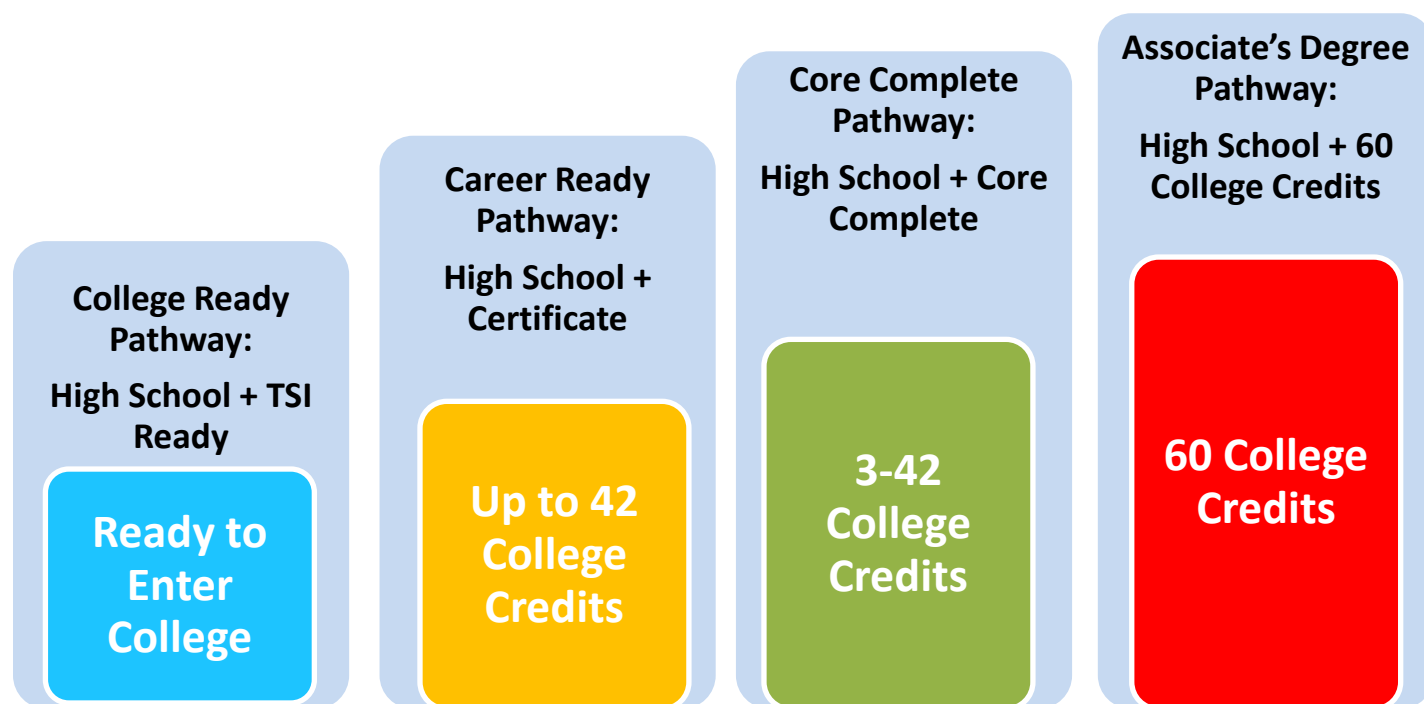 College Ready
Pathway:
High School + TSI
Ready
Ready to
Enter
College
Career Ready
Pathway:
High School +
Certificate
Up to 42
College
Credits
Core Complete
Pathway:
High School + Core
Complete
3-42
College
Credits
Associate’s Degree
Pathway:
High School + 60
College Credits
60 College
Credits